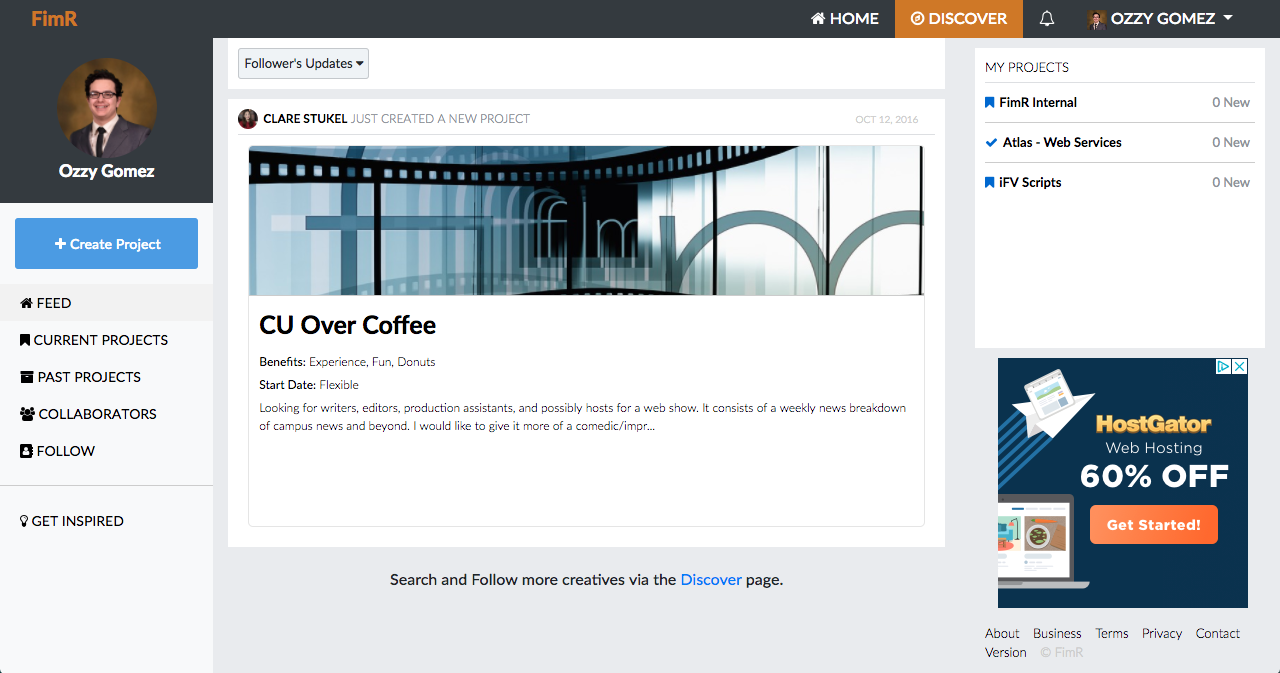 FimR
HOME
DISCOVER
OZZY GOMEZ
Ozzy Gomez
Create Project
FEED
CURRENT PROJECTS
PAST PROJECTS
COLLABORATORS
FOLLOW
GET INSPIRED
Follower's Updates
CLARE STUKEL JUST CREATED A NEW PROJECT
OCT 12, 2016
film
CU Over Coffee
Benefits: Experience, Fun, Donuts
Start Date: Flexible
Looking for writers, editors, production assistants, and possibly hosts for a web show. It consists of a weekly news breakdown
of campus news and beyond. I would like to give it more of a comedic/impr...
Search and Follow more creatives via the Discover page.
MY PROJECTS
FimR Internal 0 New
Atlas - Web Services 0 New
iFV Scripts 0 New
HostGator
Web Hosting
60% OFF
Get Started!
About Business Terms Privacy Contact
Version © FimR